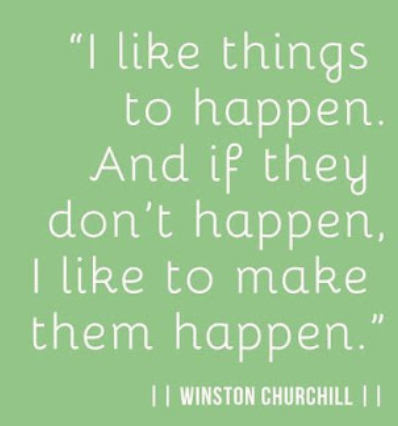 “I like things
to happen.
And if they
don't happen,
I like to make
them happen.”
|| WINSTON CHURCHILL ||